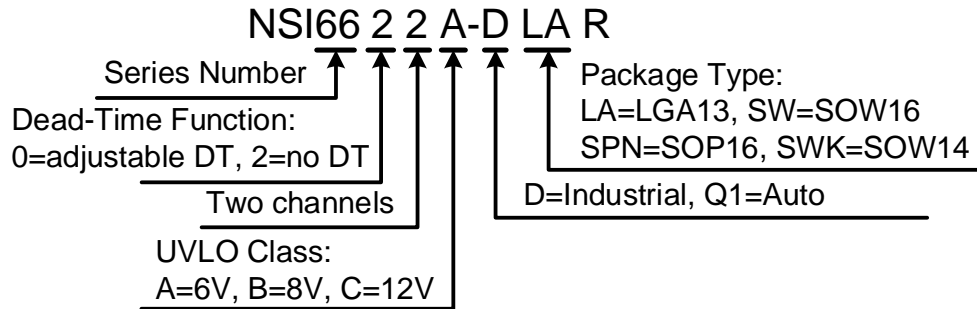 NSI66 2 2 A-D LA R
Series Number
Dead-Time Function:
0=adjustable DT, 2=no DT
Two channels
UVLO Class:
A=6V, B=8V, C=12V
Package Type:
LA=LGA13, SW=SOW16
SPN=SOP16, SWK=SOW14
D=Industrial, Q1=Auto